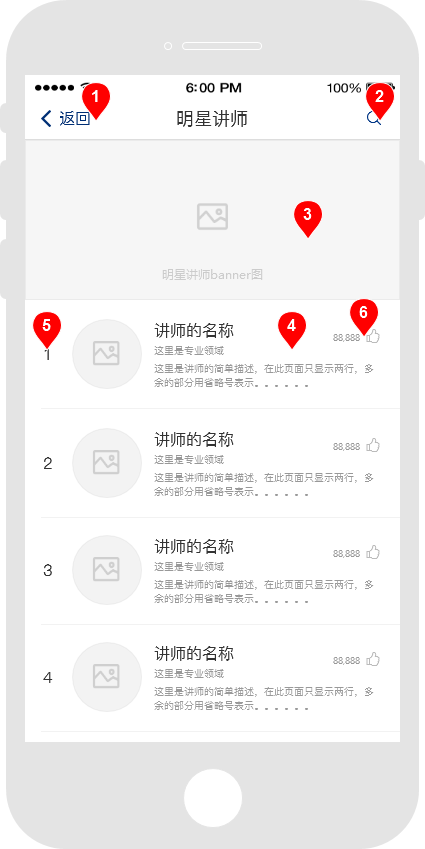 6:00 PM
100%
1
2
返回
明星讲师
3
明星讲师banner图
5
4
6
1
讲师的名称
88,888
这里是专业领域
这里是讲师的简单描述，在此页面只显示两行，多
余的部分用省略号表示。。。。。。
2
讲师的名称
88,888
这里是专业领域
这里是讲师的简单描述，在此页面只显示两行，多
余的部分用省略号表示。。。。。。
3
讲师的名称
88,888
这里是专业领域
这里是讲师的简单描述，在此页面只显示两行，多
余的部分用省略号表示。。。。。。
4
讲师的名称
88,888
这里是专业领域
这里是讲师的简单描述，在此页面只显示两行，多
余的部分用省略号表示。。。。。。